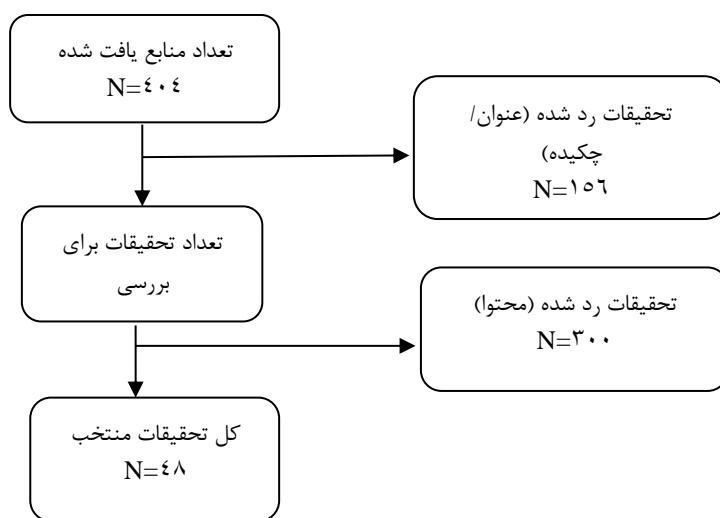 تعداد منابع یافت شده
N=٤٠٤
تحقیقات رد شده (عنوان/
چکیده)
N=١٥٦
تعداد تحقیقات برای
بررسی
تحقیقات رد شده (محتوا)
N=٣٠٠
کل تحقیقات منتخب
N=٤٨